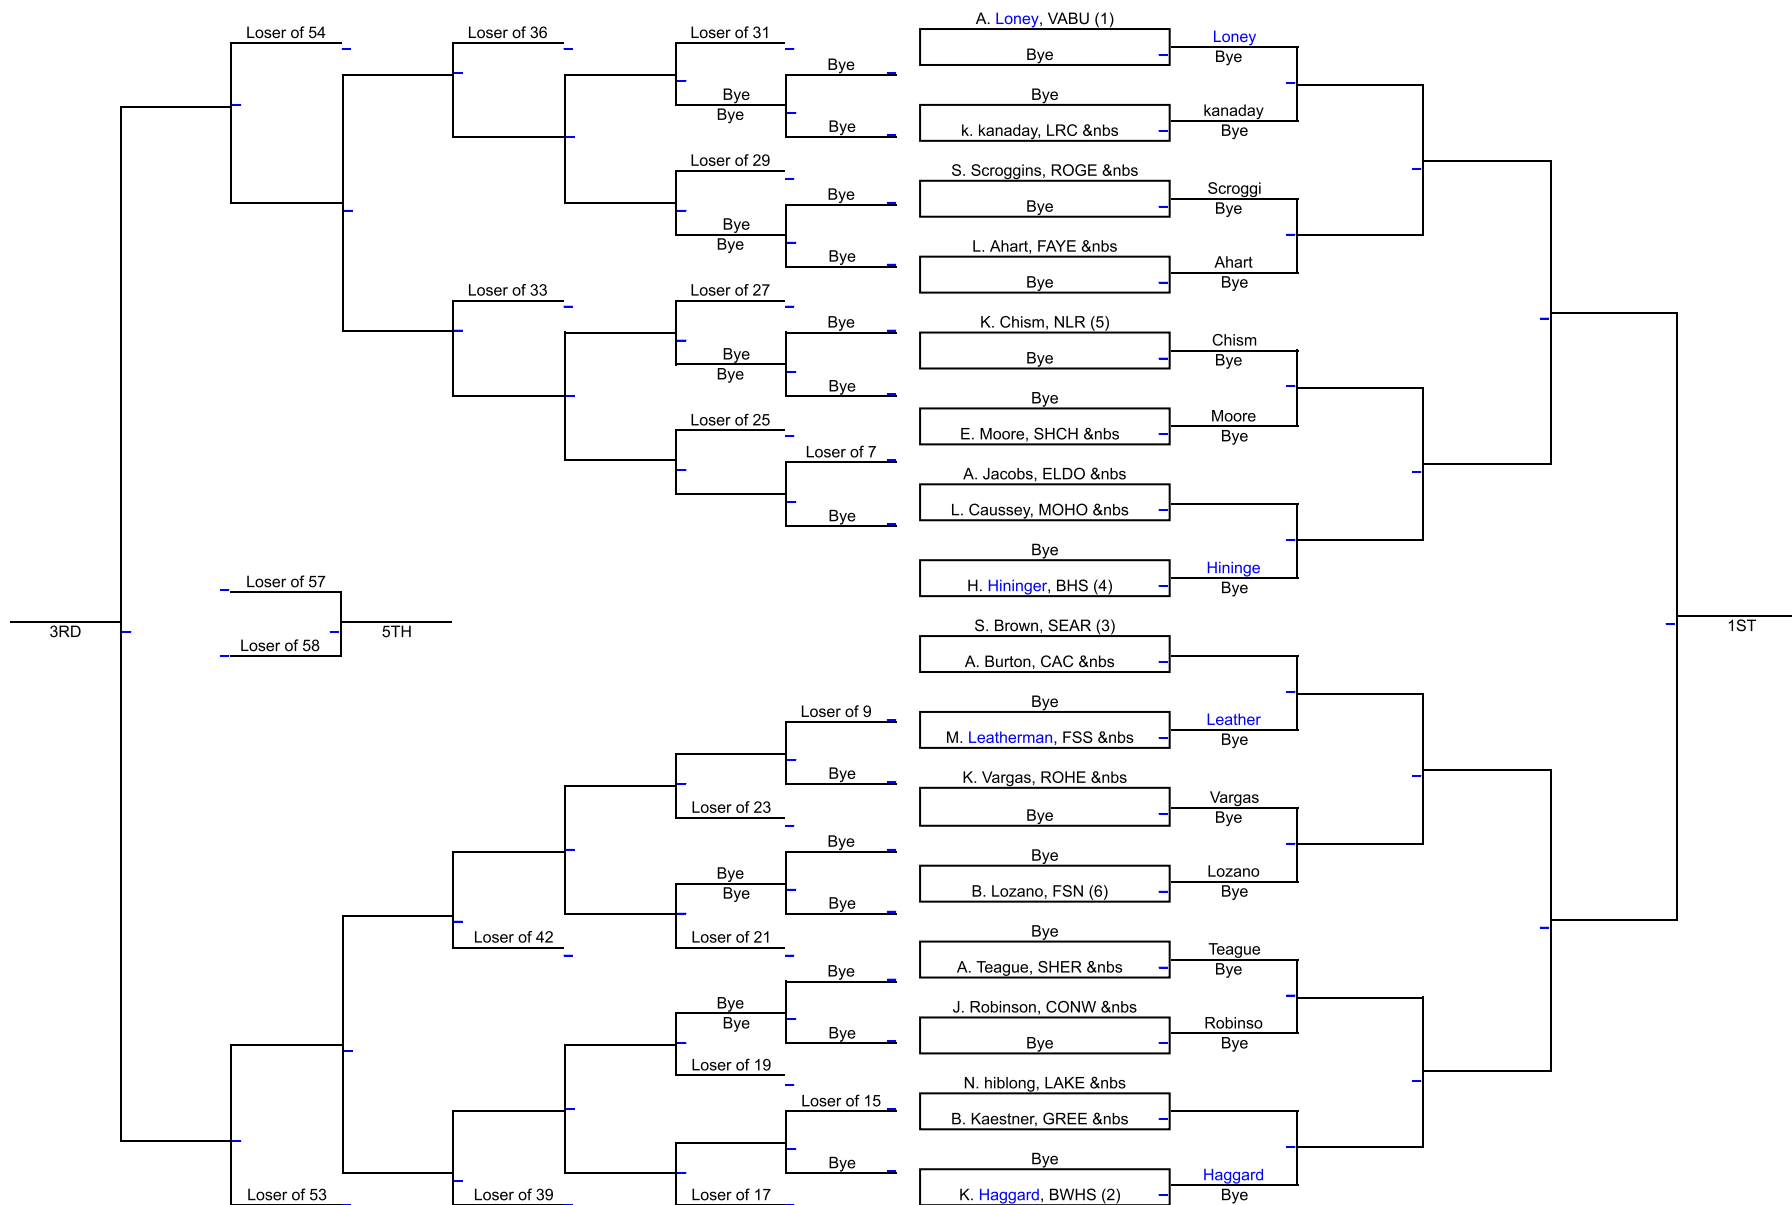 A. Loney, VABU (1)
Loser of 54
Loser of 36
Loser of 31
Loney
Bye
Bye
Bye
Bye
Bye
kanaday
Bye
Bye
Bye
k. kanaday, LRC &nbs
Bye
Loser of 29
S. Scroggins, ROGE &nbs
Scroggi
Bye
Bye
Bye
Bye
Bye
L. Ahart, FAYE &nbs
Bye
Ahart
Bye
Bye
Loser of 33
Loser of 27
Bye
K. Chism, NLR (5)
Chism
Bye
Bye
Bye
Bye
Bye
Bye
Moore
Loser of 25
E. Moore, SHCH &nbs
Bye
Loser of 7
A. Jacobs, ELDO &nbs
L. Caussey, MOHO &nbs
Bye
Bye
Hininge
Loser of 57
H. Hininger, BHS (4)
Bye
3RD
5TH
S. Brown, SEAR (3)
1ST
Loser of 58
A. Burton, CAC &nbs
Bye
Loser of 9
Leather
M. Leatherman, FSS &nbs
Bye
Bye
K. Vargas, ROHE &nbs
Vargas
Loser of 23
Bye
Bye
Bye
Bye
Bye
Lozano
Bye
B. Lozano, FSN (6)
Bye
Bye
Loser of 42
Loser of 21
Bye
Teague
A. Teague, SHER &nbs
Bye
Bye
Bye
J. Robinson, CONW &nbs
Bye
Robinso
Bye
Bye
Bye
Loser of 19
N. hiblong, LAKE &nbs
Loser of 15
B. Kaestner, GREE &nbs
Bye
Bye
Haggard
Loser of 53
Loser of 39
Loser of 17
K. Haggard, BWHS (2)
Bye